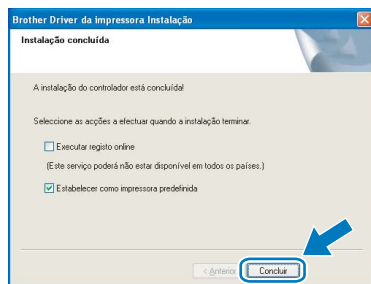 Brother Driver da impressora Instalação
Instalação concluída
A instalação do controlador está concluída!
Seleccione as acções a efectuar quando a instalação terminar.
Executar registo online
(Este serviço poderá não estar disponível em todos os países.)
Estabelecer como impressora predefinida
< Anterior Concluir